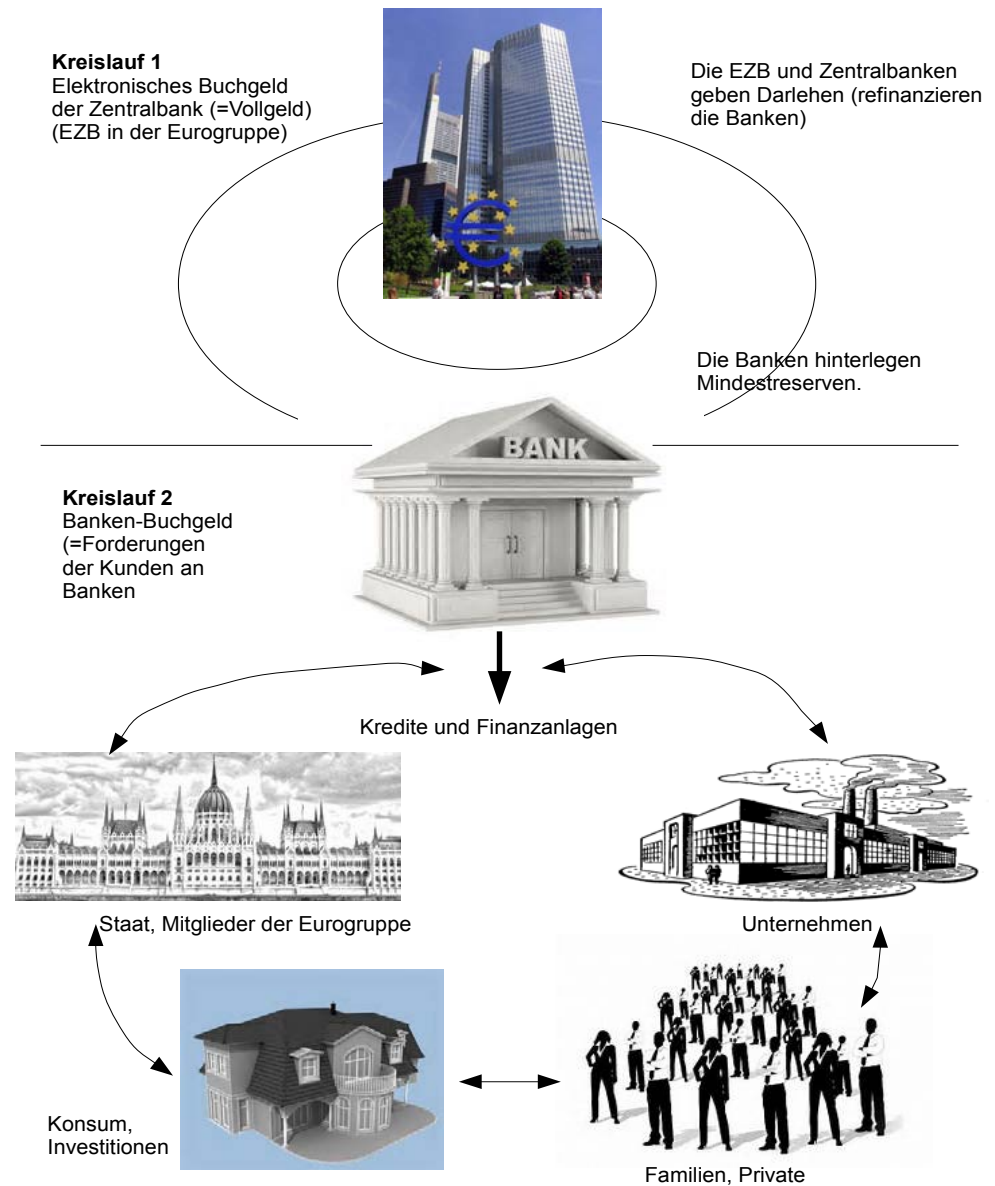 Kreislauf 1
Elektronisches Buchgeld
der Zentralbank (=Vollgeld)
(EZB in der Eurogruppe)
Die EZB und Zentralbanken
geben Darlehen (refinanzieren
die Banken)
€
Die Banken hinterlegen
Mindestreserven.
BANK
Kreislauf 2
Banken-Buchgeld
(=Forderungen
der Kunden an
Banken
Kredite und Finanzanlagen
Staat, Mitglieder der Eurogruppe
Unternehmen
Konsum,
Investitionen
Familien, Private